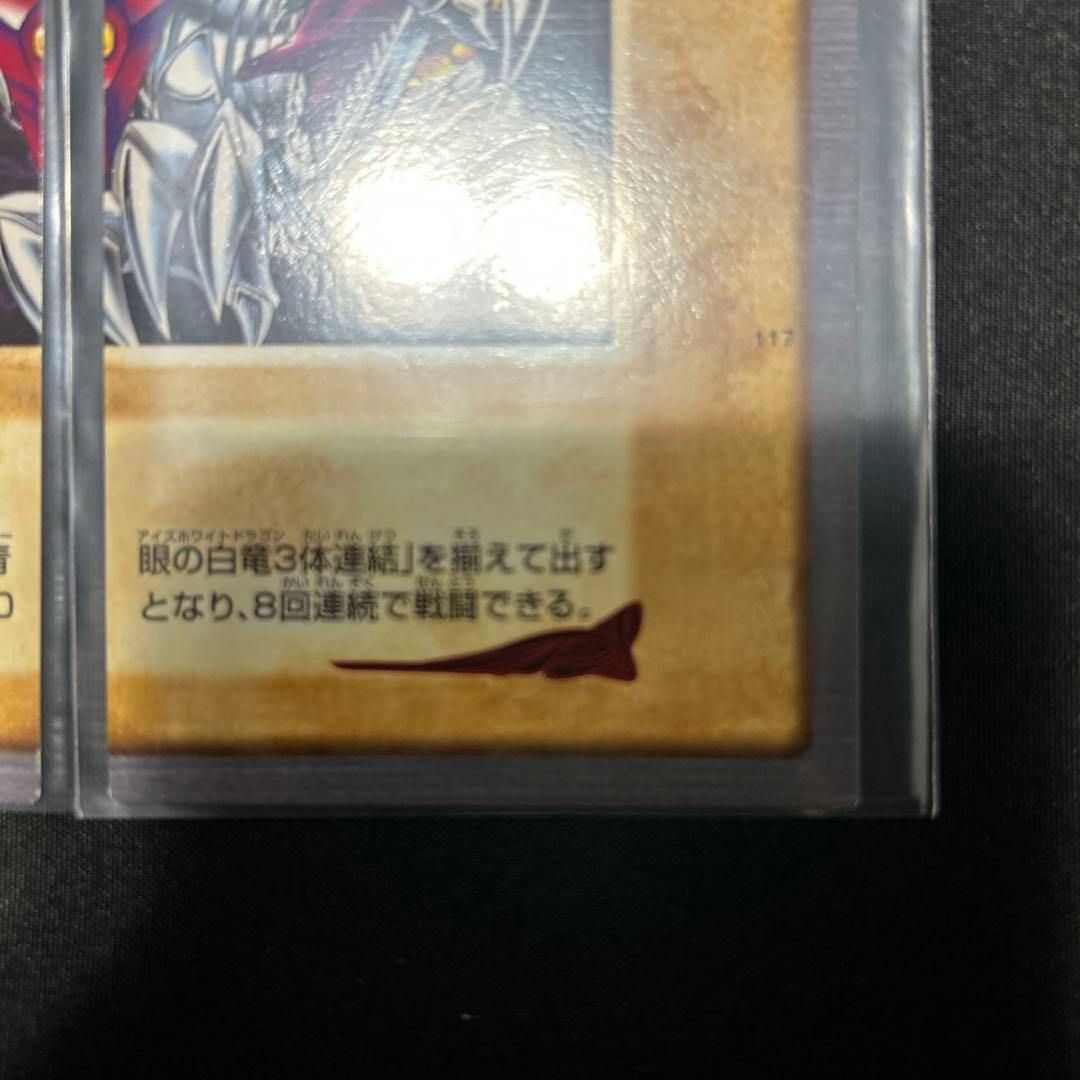 117
アイズホワイトドラゴン たいれんけつ そろ だ
青 眼の白竜3体連結」を揃えて出す
かいれんぞく せんとう
0 となり、8回連続で戦闘できる。